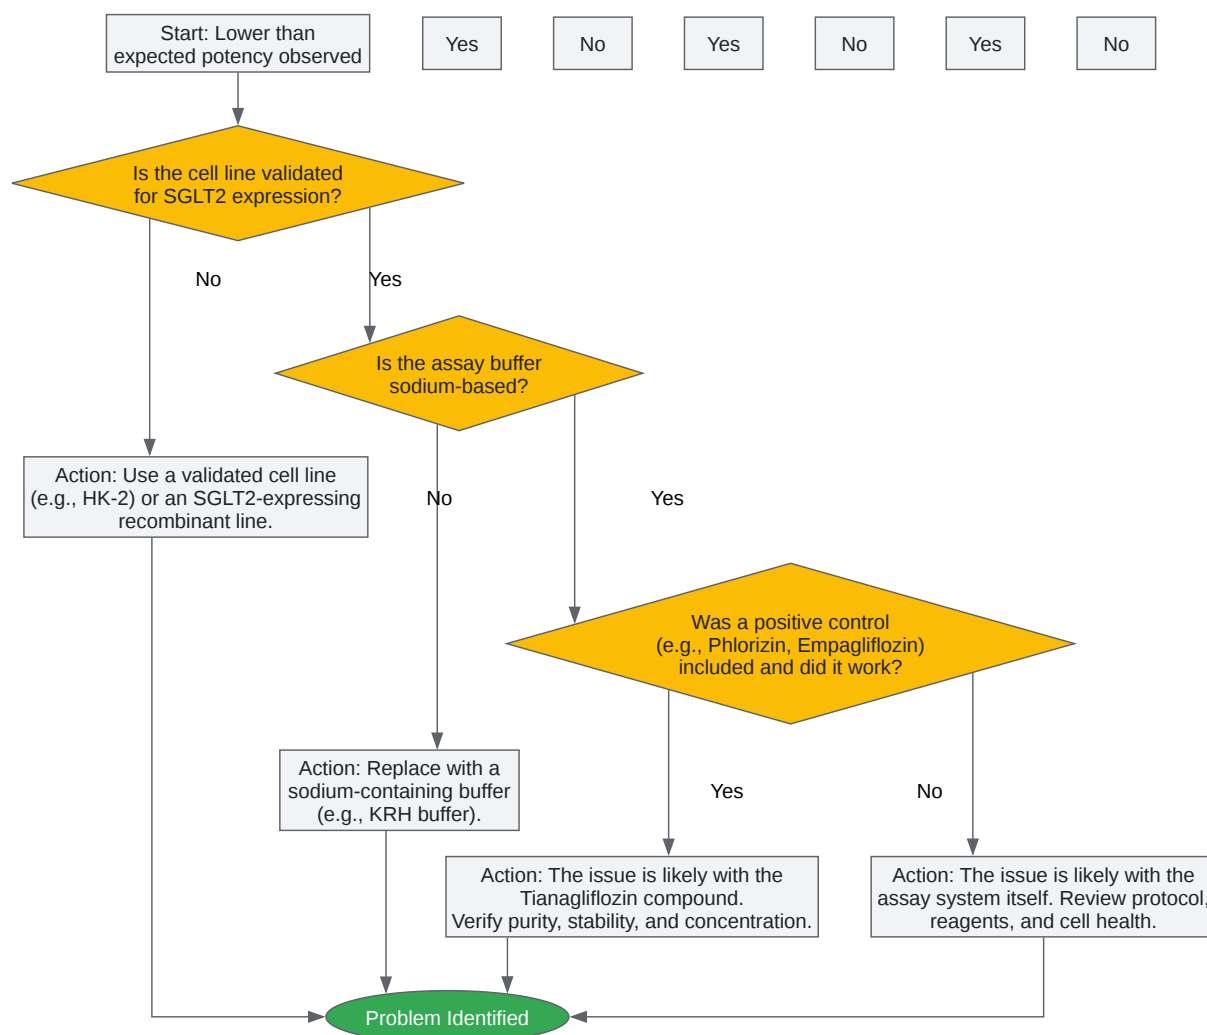 Start: Lower than
expected potency observed
Yes
No
Yes
No
Yes
No
Is the cell line validated
for SGLT2 expression?
No
Yes
Is the assay buffer
sodium-based?
Action: Use a validated cell line
(e.g., HK-2) or an SGLT2-expressing
recombinant line.
No
Yes
Was a positive control
(e.g., Phlorizin, Empagliflozin)
included and did it work?
Action: Replace with a
sodium-containing buffer
(e.g., KRH buffer).
Yes
No
Action: The issue is likely with the
Tianagliflozin compound.
Verify purity, stability, and concentration.
Action: The issue is likely with the
assay system itself. Review protocol,
reagents, and cell health.
Problem Identified